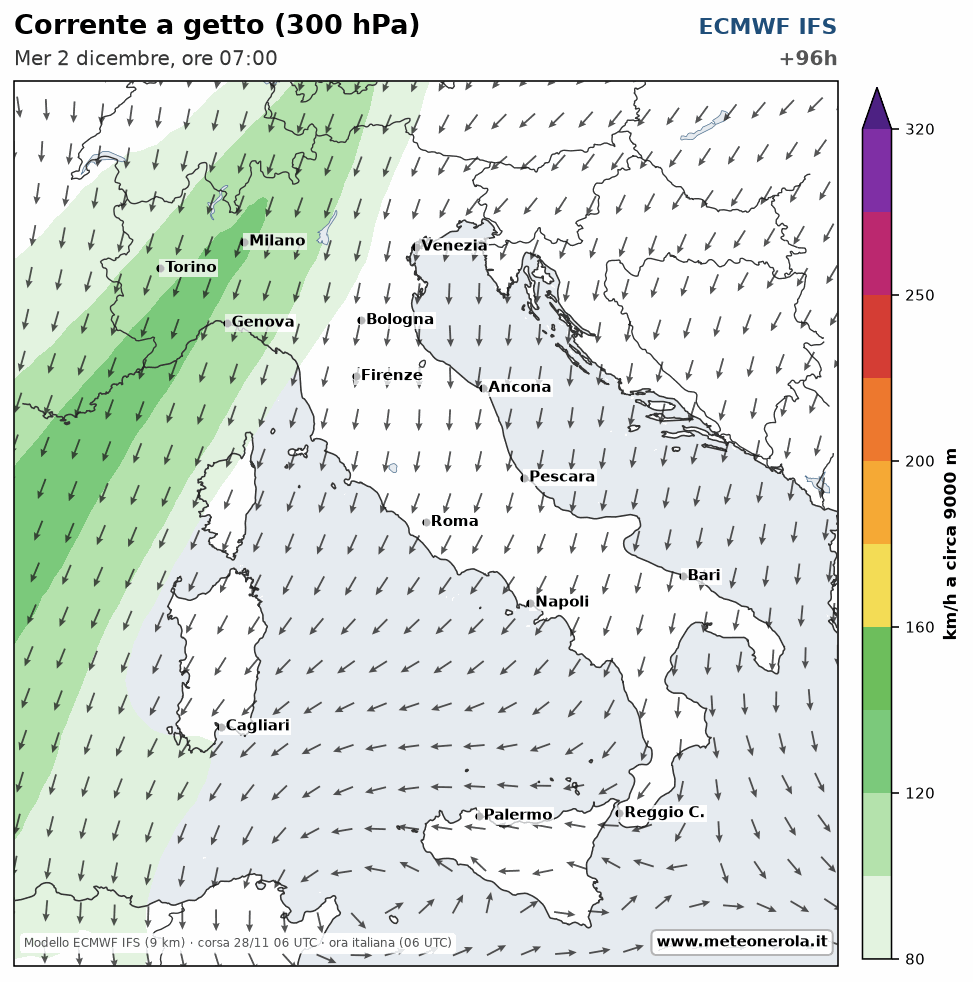 Corrente a getto (300 hPa)
ECMWF IFS
Mer 2 dicembre, ore 07:00
+96h
320
250
200
160
120
80
km/h a circa 9000 m
Milano
Venezia
Torino
Genova
Bologna
Firenze
Ancona
Pescara
Roma
Bari
Napoli
Cagliari
Palermo
Reggio C.
Modello ECMWF IFS (9 km) · corsa 28/11 06 UTC · ora italiana (06 UTC)
www.meteonerola.it